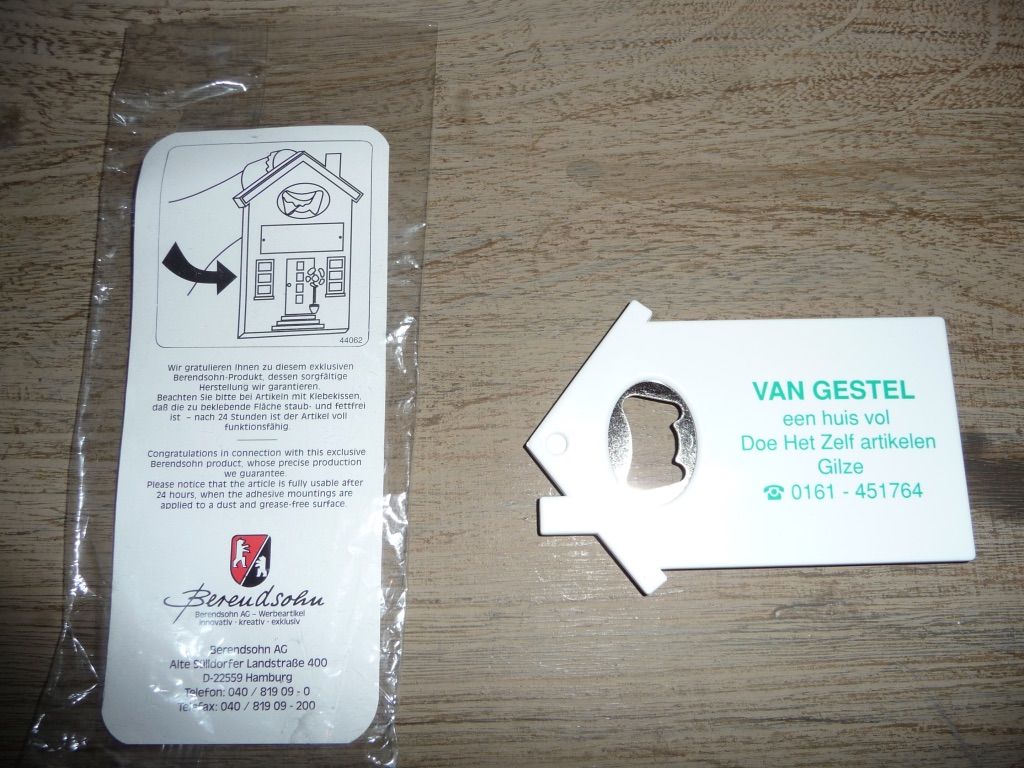 44062
Wir gratulieren Ihnen zu diesem exklusiven
Berendsohn-Produkt, dessen sorgfältige
Herstellung wir garantieren.
Beachten Sie bitte bei Artikeln mit Klebekissen,
daß die zu beklebende Fläche staub- und fettfrei
ist – nach 24 Stunden ist der Artikel voll
funktionsfähig.
Congratulations in connection with this exclusive
Berendsohn product, whose precise production
we guarantee.
Please notice that the article is fully usable after
24 hours, when the adhesive mountings are
applied to a dust and grease-free surface.
Berendsohn
Berendsohn AG – Werbeartikel
innovativ · kreativ · exklusiv
Berendsohn AG
Alte Sülldorfer Landstraße 400
D-22559 Hamburg
Telefon: 040 / 819 09 - 0
Telefax: 040 / 819 09 - 200
VAN GESTEL
een huis vol
Doe Het Zelf artikelen
Gilze
☎ 0161 - 451764